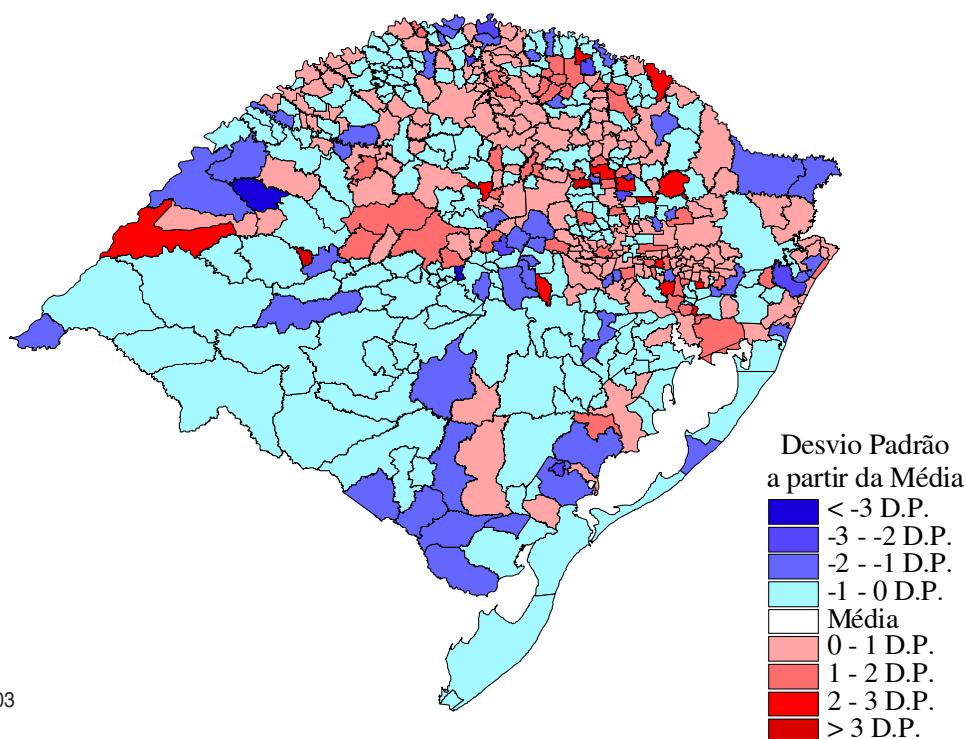 Desvio Padrão
a partir da Média
< -3 D.P.
-3 - -2 D.P.
-2 - -1 D.P.
-1 - 0 D.P.
Média
0 - 1 D.P.
1 - 2 D.P.
2 - 3 D.P.
> 3 D.P.
03